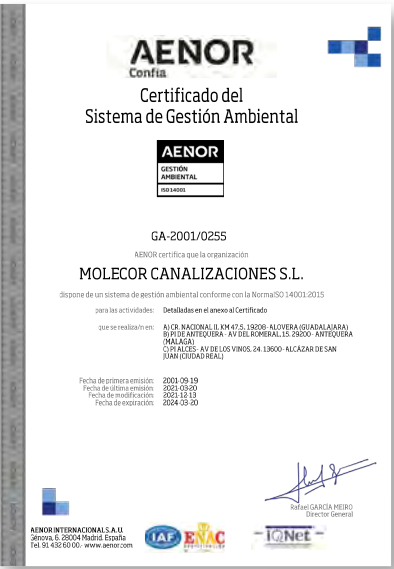 AENOR
Confía
Certificado del
Sistema de Gestión Ambiental
AENOR
GESTIÓN
AMBIENTAL
ISO 14001
GA-2001/0255
AENOR certifica que la organización
MOLECOR CANALIZACIONES S.L.
dispone de un sistema de gestión ambiental conforme con la Norma ISO 14001:2015
para las actividades: Detalladas en el anexo al Certificado
que se realiza/n en: A) CR. NACIONAL II, KM 47,5. 19208 - ALOVERA (GUADALAJARA)
B) PI DE ANTEQUERA - AV DEL ROMERAL, 15. 29200 - ANTEQUERA
(MÁLAGA)
C) PI ALCES - AV DE LOS VINOS, 24. 13600 - ALCÁZAR DE SAN
JUAN (CIUDAD REAL)
Fecha de primera emisión: 2001-09-19
Fecha de última emisión: 2021-03-20
Fecha de modificación: 2021-12-13
Fecha de expiración: 2024-03-20
Rafael GARCÍA MEIRO
Director General
AENOR INTERNACIONAL S.A.U.
Génova, 6. 28004 Madrid. España
Tel. 91 432 60 00.- www.aenor.com
IAF
ENAC
IQNet